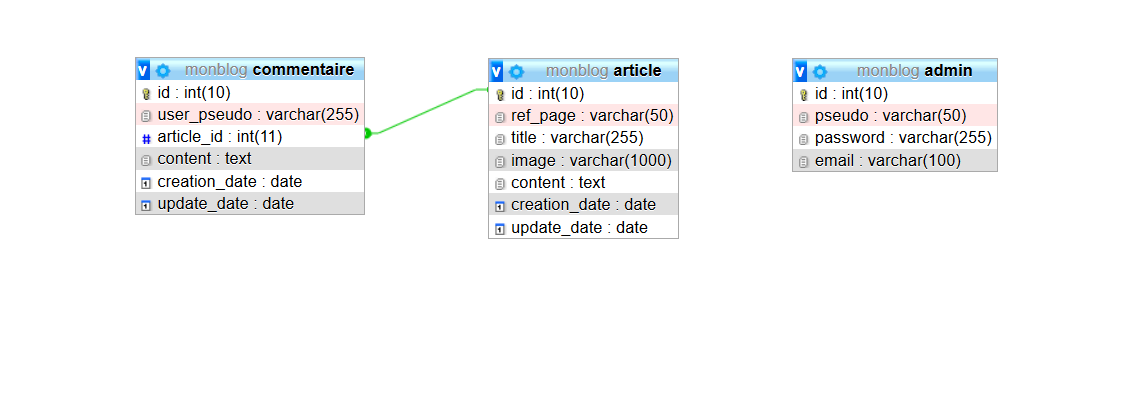 v monblog commentaire
id : int(10)
user_pseudo : varchar(255)
# article_id : int(11)
content : text
creation_date : date
update_date : date
v monblog article
id : int(10)
ref_page : varchar(50)
title : varchar(255)
image : varchar(1000)
content : text
creation_date : date
update_date : date
v monblog admin
id : int(10)
pseudo : varchar(50)
password : varchar(255)
email : varchar(100)